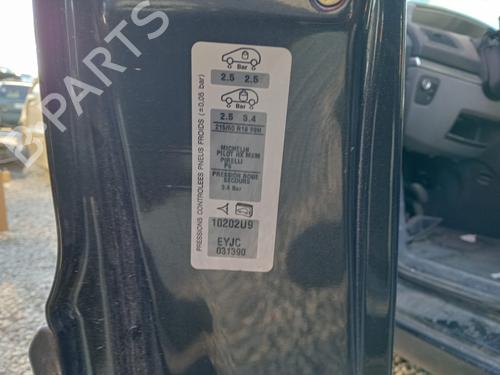 B-PARTS
PRESSIONS CONTROLEES PNEUS FROIDS (±0,05 bar)
Bar
2.5 2.5
Bar
2.5 3.4
215/60 R16 99H
MICHELIN
PILOT HX MXM
PIRELLI
P6
PRESSION ROUE
SECOURS
3.4 Bar
10202U9
EYJC
031390